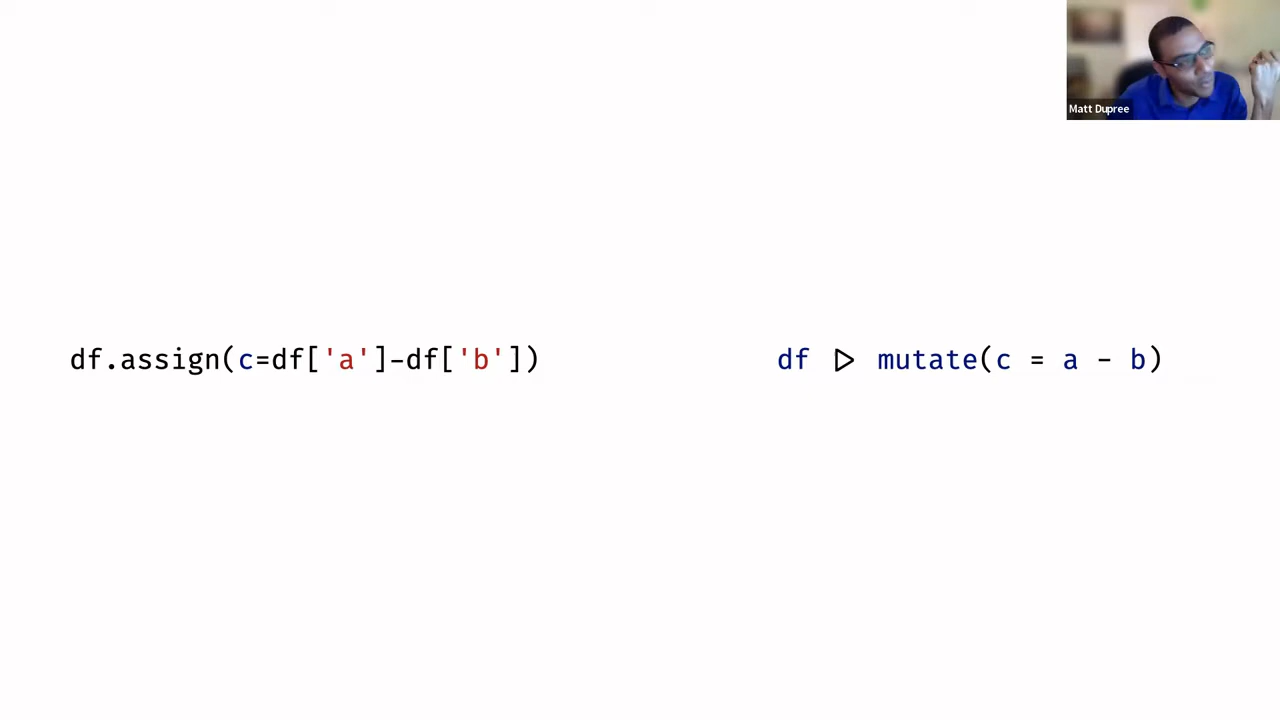 Matt Dupree
df.assign(c=df['a']-df['b'])
df |> mutate(c = a - b)